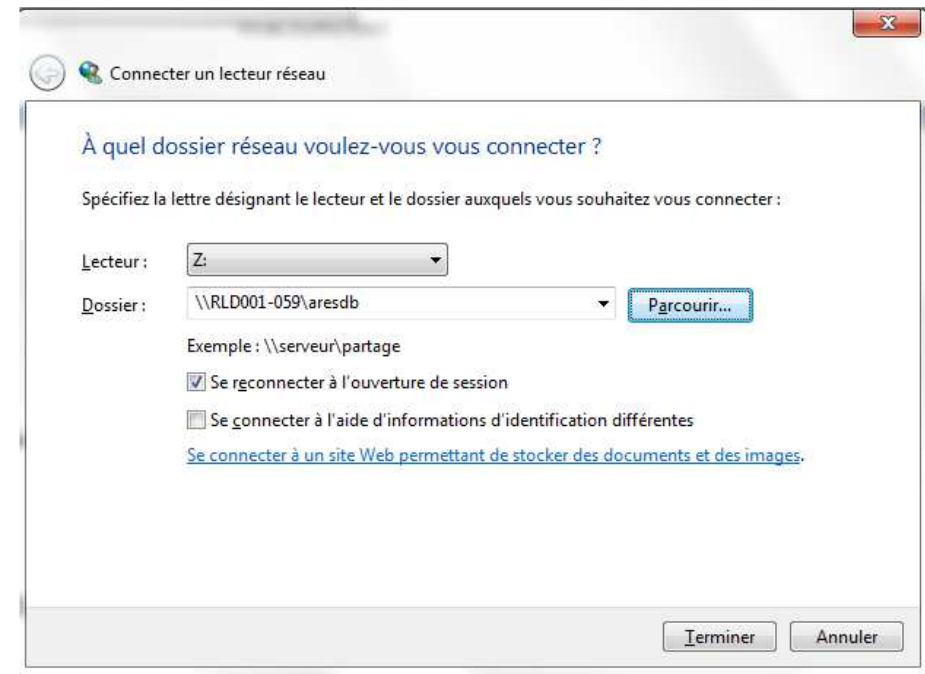 Connecter un lecteur réseau
À quel dossier réseau voulez-vous vous connecter ?
Spécifiez la lettre désignant le lecteur et le dossier auxquels vous souhaitez vous connecter :
Lecteur : Z:
Dossier : \\RLD001-059\aresdb Parcourir...
Exemple : \\serveur\partage
Se reconnecter à l'ouverture de session
Se connecter à l'aide d'informations d'identification différentes
Se connecter à un site Web permettant de stocker des documents et des images.
Terminer Annuler